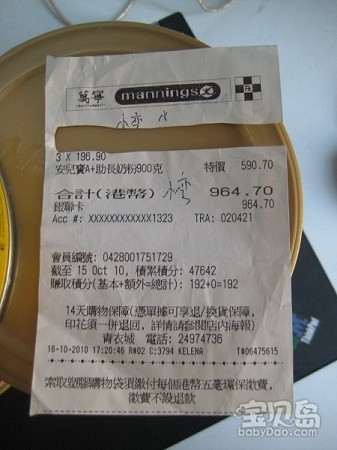 萬寧
mannings
3 X 196.90
安兒寶A+助長奶粉900克 特價 590.70
合計(港幣) 964.70
銀聯卡 964.70
Acc #: XXXXXXXXXXXX1323 TRA: 020421
會員編號: 0428001751729
截至 15 Oct 10, 積累積分: 47642
賺取積分(基本+額外=總計): 192+0=192
14天購物保障(憑單據可享退/換貨保障,
印花須一併退回, 詳情請參閱店內海報)
青衣城 電話: 24974736
16-10-2010 17:20:46 R#02 C:3794 KELENA T#06475615
索取塑膠購物袋須繳付每個港幣五毫環保徵費,
徵費不設退款
宝贝岛
babyDao.com